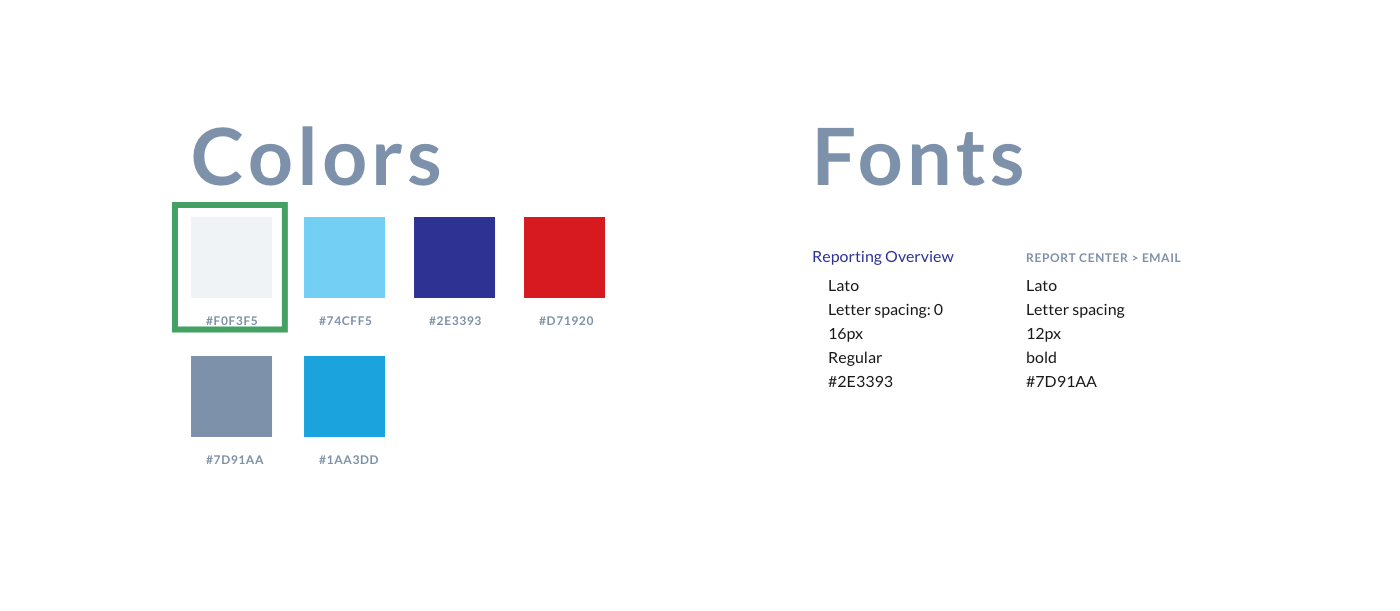 Colors
#F0F3F5
#74CFF5
#2E3393
#D71920
#7D91AA
#1AA3DD
Fonts
Reporting Overview
Lato
Letter spacing: 0
16px
Regular
#2E3393
REPORT CENTER > EMAIL
Lato
Letter spacing
12px
bold
#7D91AA